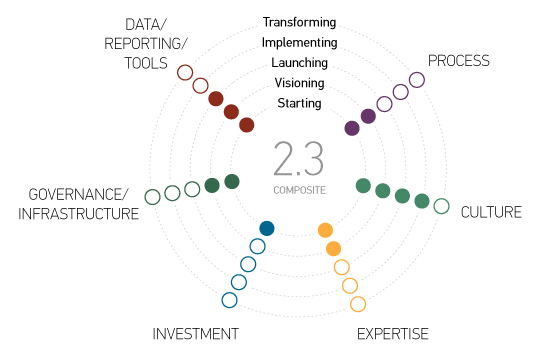 DATA/
REPORTING/
TOOLS
Transforming
Implementing
Launching
Visioning
Starting
PROCESS
2.3
COMPOSITE
GOVERNANCE/
INFRASTRUCTURE
CULTURE
INVESTMENT
EXPERTISE